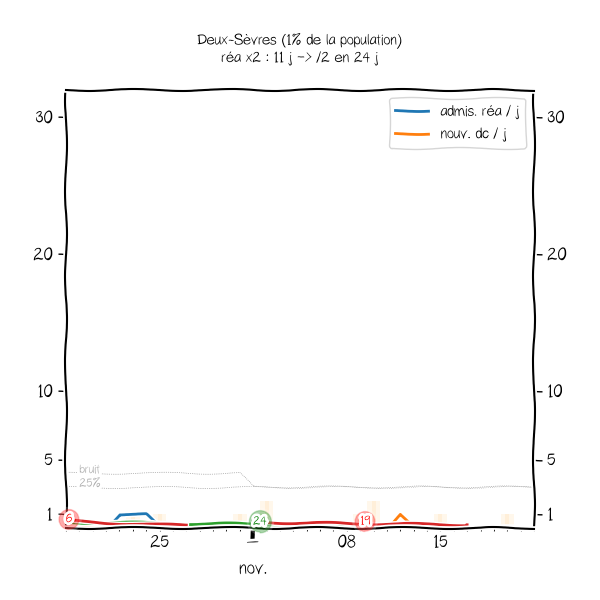 Deux-Sèvres (1% de la population)
réa x2 : 11 j -> /2 en 24 j
admis. réa / j
nouv. dc / j
30
30
20
20
10
10
5
5
1
1
bruit
25%
6
24
19
25
08
15
nov.